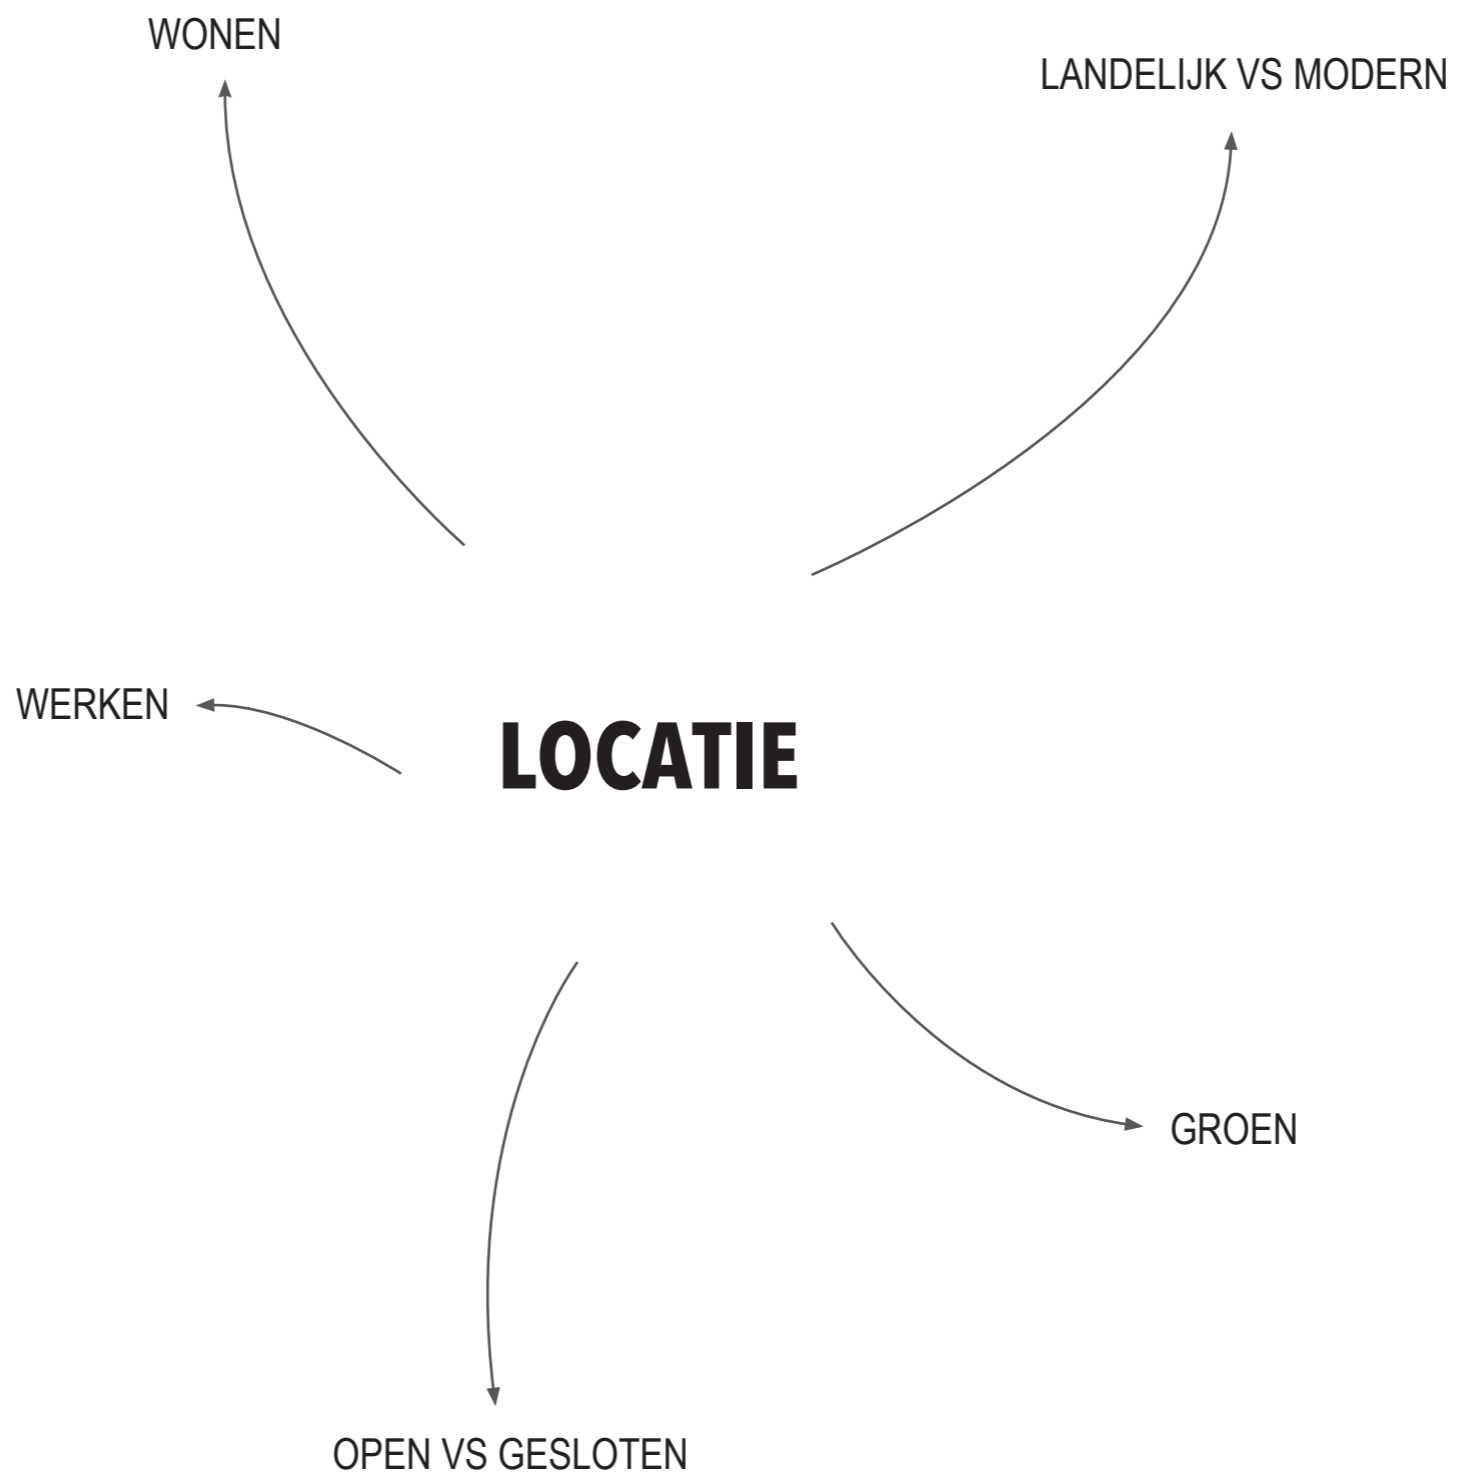 WONEN
LANDELIJK VS MODERN
WERKEN
LOCATIE
GROEN
OPEN VS GESLOTEN